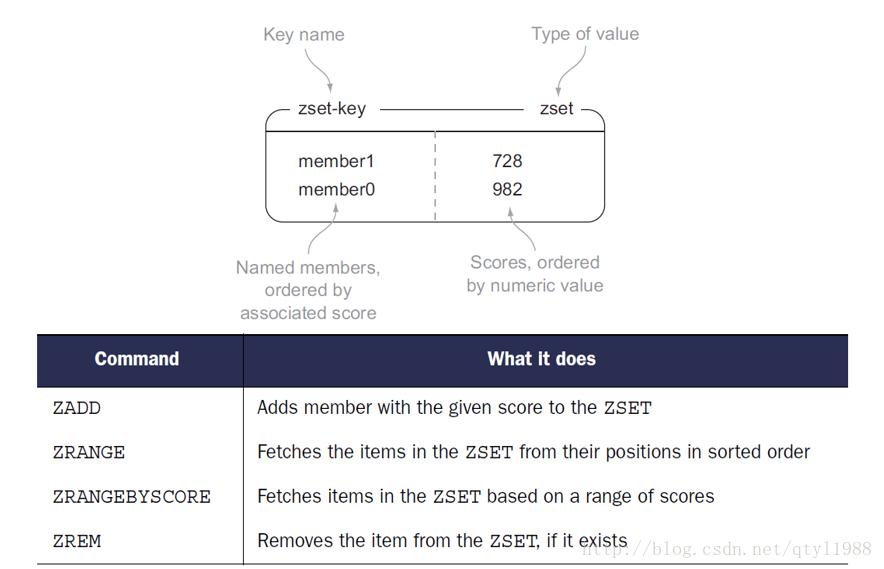 Key name
Type of value
zset-key
zset
member1
728
member0
982
Named members,
ordered by
associated score
Scores, ordered
by numeric value
Command
What it does
ZADD
Adds member with the given score to the ZSET
ZRANGE
Fetches the items in the ZSET from their positions in sorted order
ZRANGEBYSCORE
Fetches items in the ZSET based on a range of scores
ZREM
Removes the item from the ZSET, if it exists
http://blog.csdn.net/qtyl1988